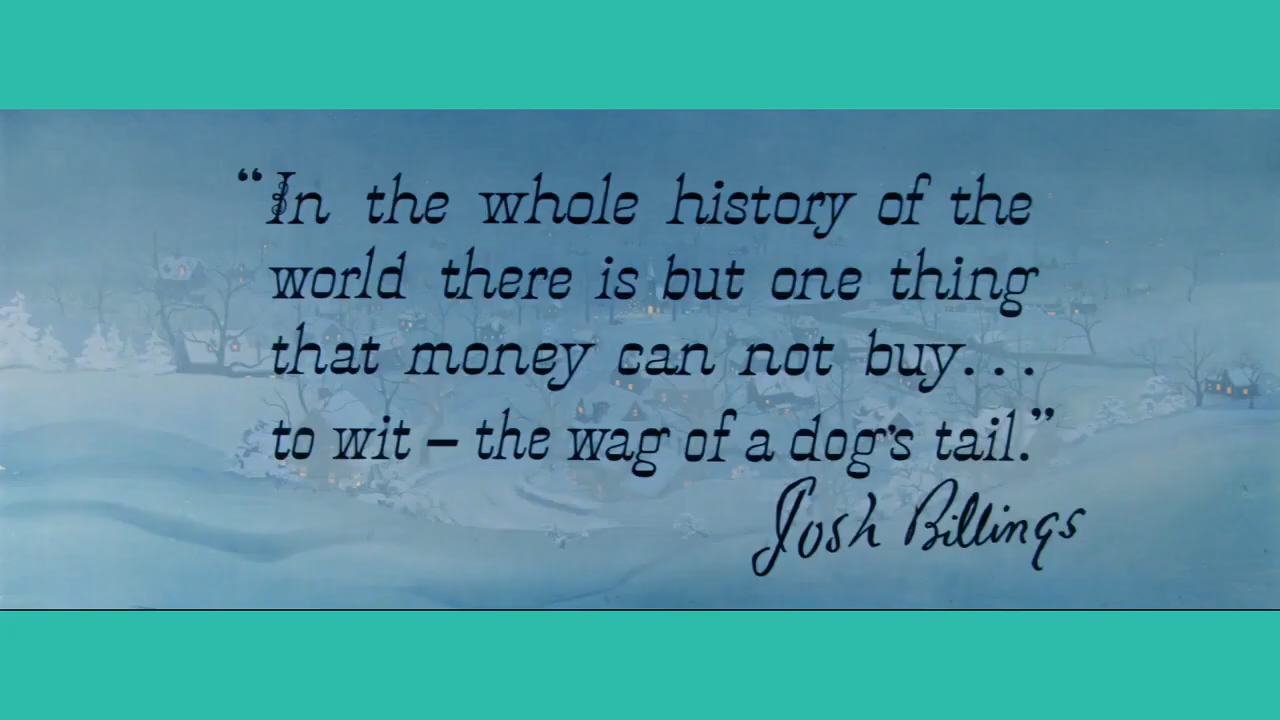 “In the whole history of the
world there is but one thing
that money can not buy...
to wit – the wag of a dog's tail.”
Josh Billings